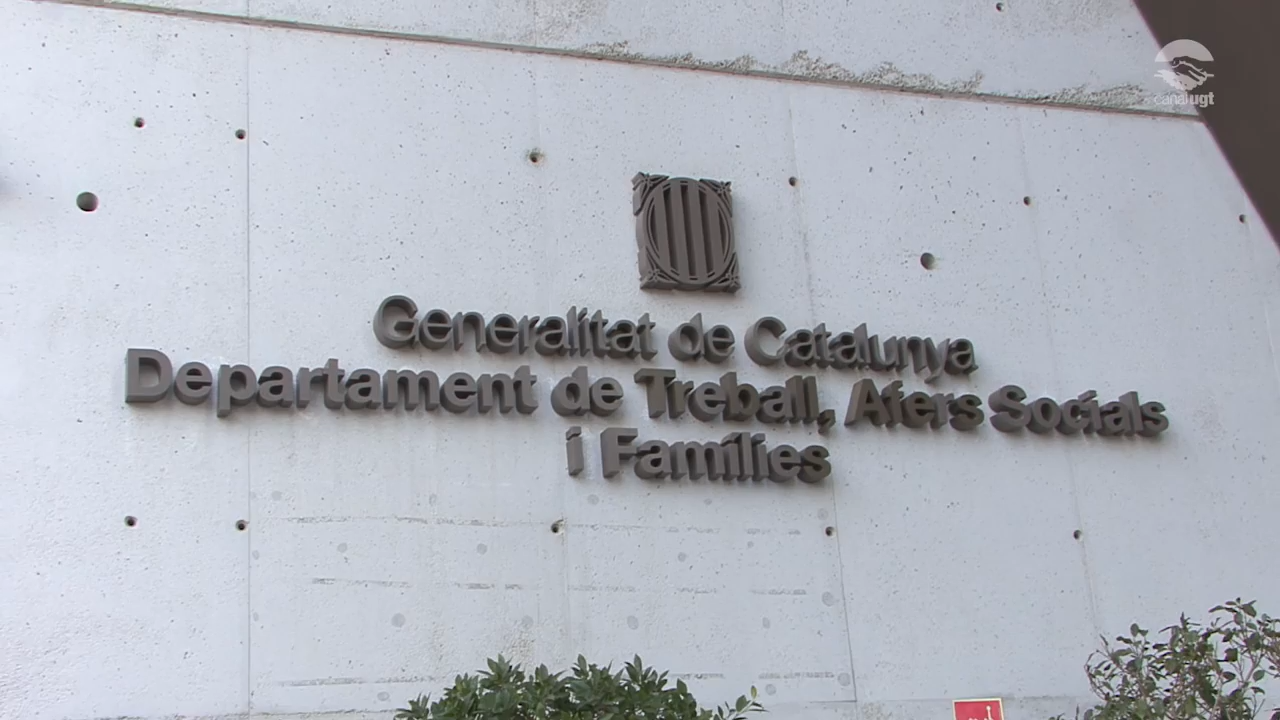 canalugt
Generalitat de Catalunya
Departament de Treball, Afers Socials
i Famílies